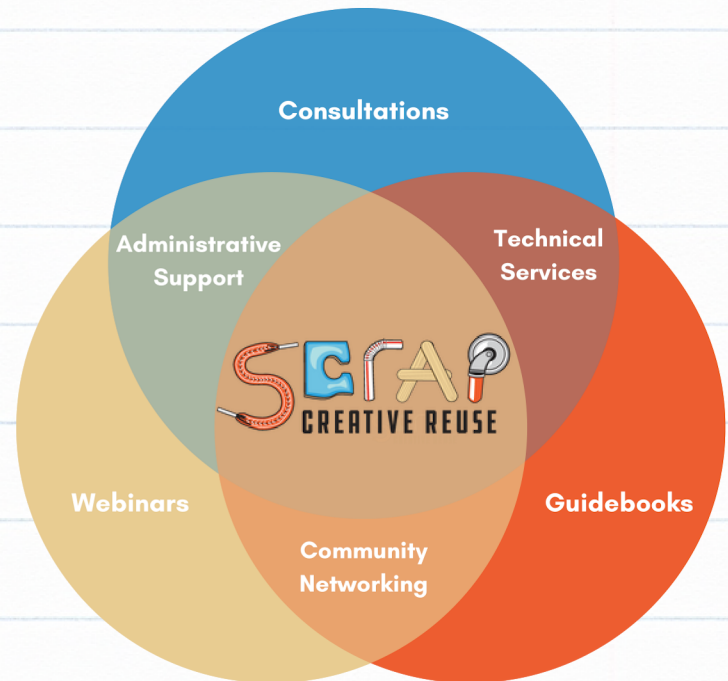 Consultations
Administrative
Support
Technical
Services
SCRAP
CREATIVE REUSE
Webinars
Guidebooks
Community
Networking